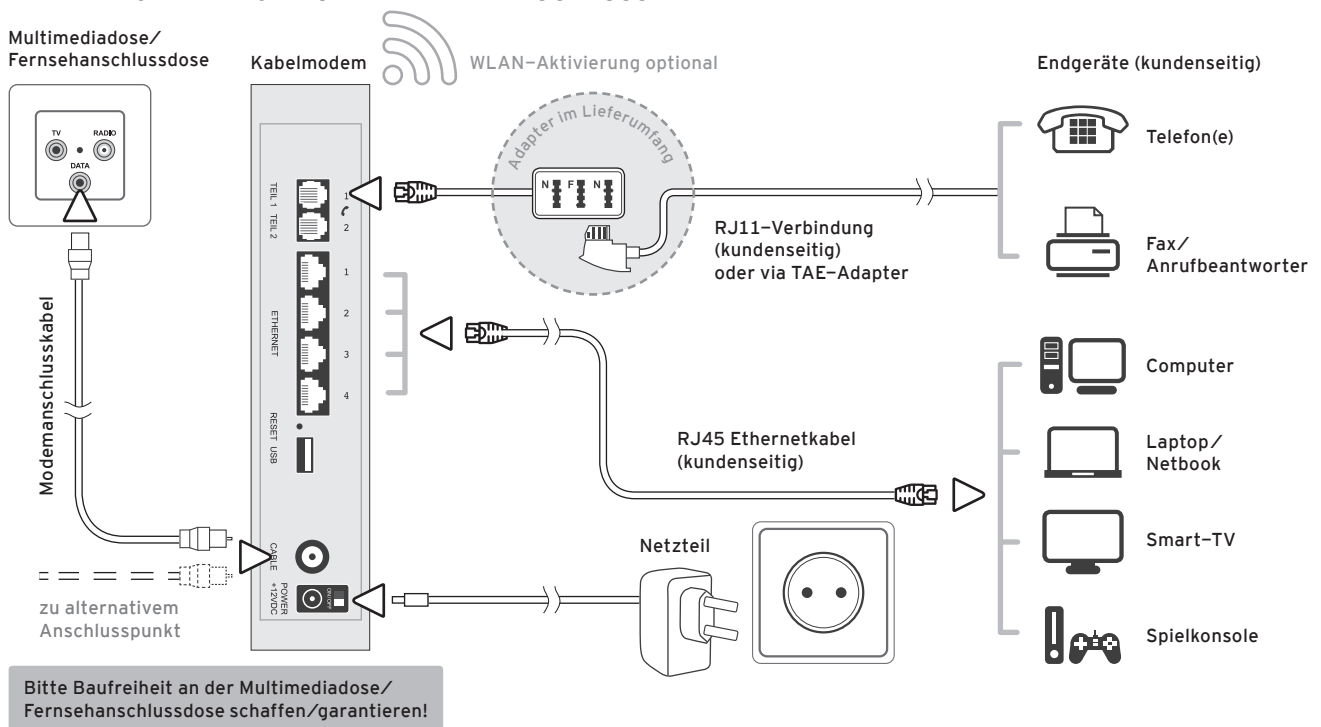 Multimediadose/
Fernsehanschlussdose
Kabelmodem
WLAN-Aktivierung optional
Endgeräte (kundenseitig)
TV
RADIO
DATA
Adapter im Lieferumfang
N F N
TEIL 1
TEIL 2
1
2
ETHERNET
1
2
3
4
RESET
USB
CABLE
POWER
+12VDC
ON/OFF
Modemanschlusskabel
zu alternativem
Anschlusspunkt
RJ11-Verbindung
(kundenseitig)
oder via TAE-Adapter
RJ45 Ethernetkabel
(kundenseitig)
Netzteil
Telefon(e)
Fax/
Anrufbeantworter
Computer
Laptop/
Netbook
Smart-TV
Spielkonsole
Bitte Baufreiheit an der Multimediadose/
Fernsehanschlussdose schaffen/garantieren!